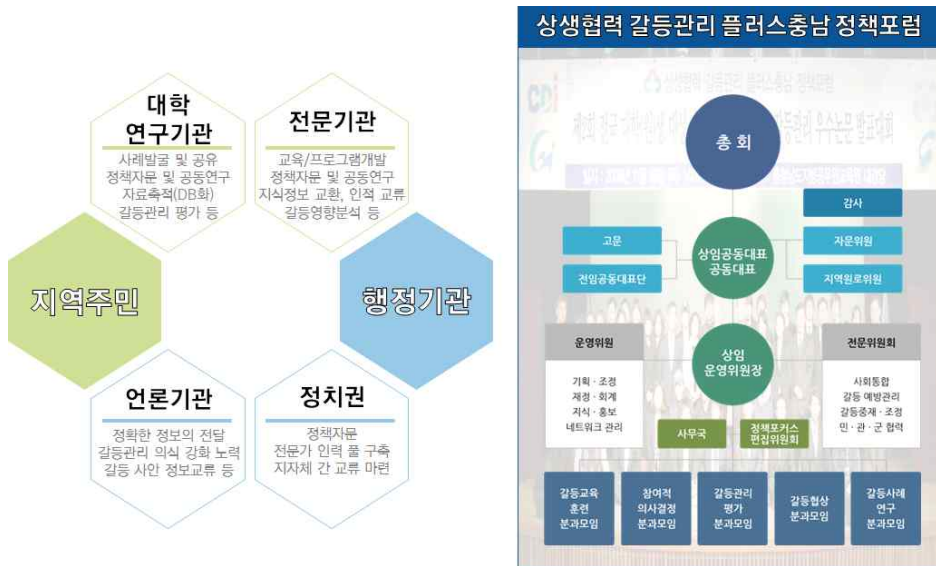 대학
연구기관
사례발굴 및 공유
정책자문 및 공동연구
자료축적(DB화)
갈등관리 평가 등
전문기관
교육/프로그램개발
정책자문 및 공동연구
지식정보 교환, 인적 교류
갈등영향분석 등
지역주민
행정기관
언론기관
정확한 정보의 전달
갈등관리 의식 강화 노력
갈등 사안 정보교류 등
정치권
정책자문
전문가 인력 풀 구축
지자체 간 교류 마련
상생협력 갈등관리 플러스충남 정책포럼
총 회
감사
고문
상임공동대표
공동대표
자문위원
전임공동대표단
지역원로위원
운영위원
기획 · 조정
재정 · 회계
지식 · 홍보
네트워크 관리
상임
운영위원장
전문위원회
사회통합
갈등 예방관리
갈등중재 · 조정
민 · 관 · 군 협력
사무국
정책포커스
편집위원회
갈등교육
훈련
분과모임
참여적
의사결정
분과모임
갈등관리
평가
분과모임
갈등협상
분과모임
갈등사례
연구
분과모임